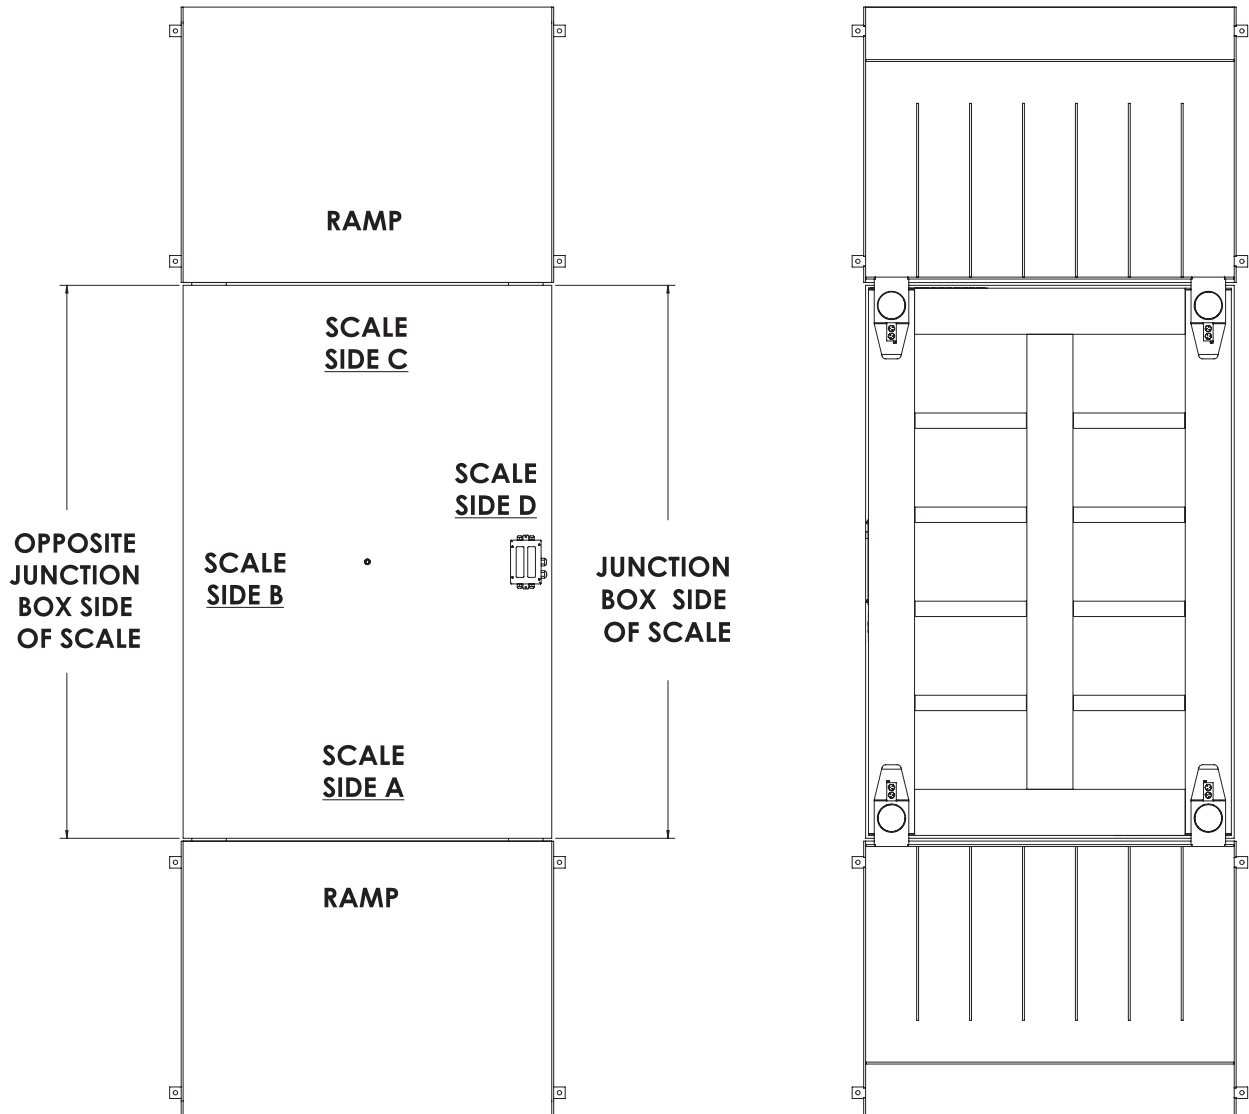 RAMP
SCALE
SIDE C
SCALE
SIDE D
OPPOSITE
JUNCTION
BOX SIDE
OF SCALE
SCALE
SIDE B
JUNCTION
BOX SIDE
OF SCALE
SCALE
SIDE A
RAMP